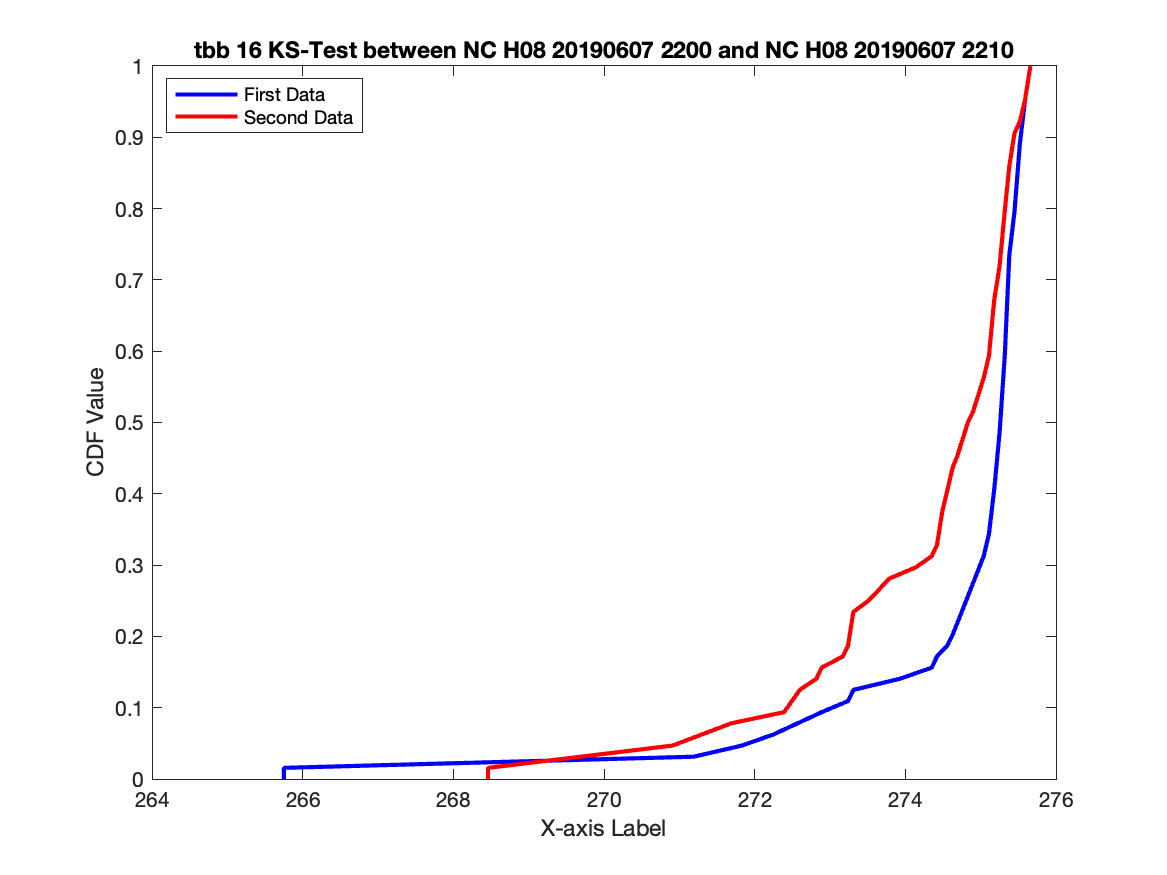 tbb 16 KS-Test between NC H08 20190607 2200 and NC H08 20190607 2210
First Data
Second Data
1
0.9
0.8
0.7
0.6
0.5
0.4
0.3
0.2
0.1
0
CDF Value
264 266 268 270 272 274 276
X-axis Label